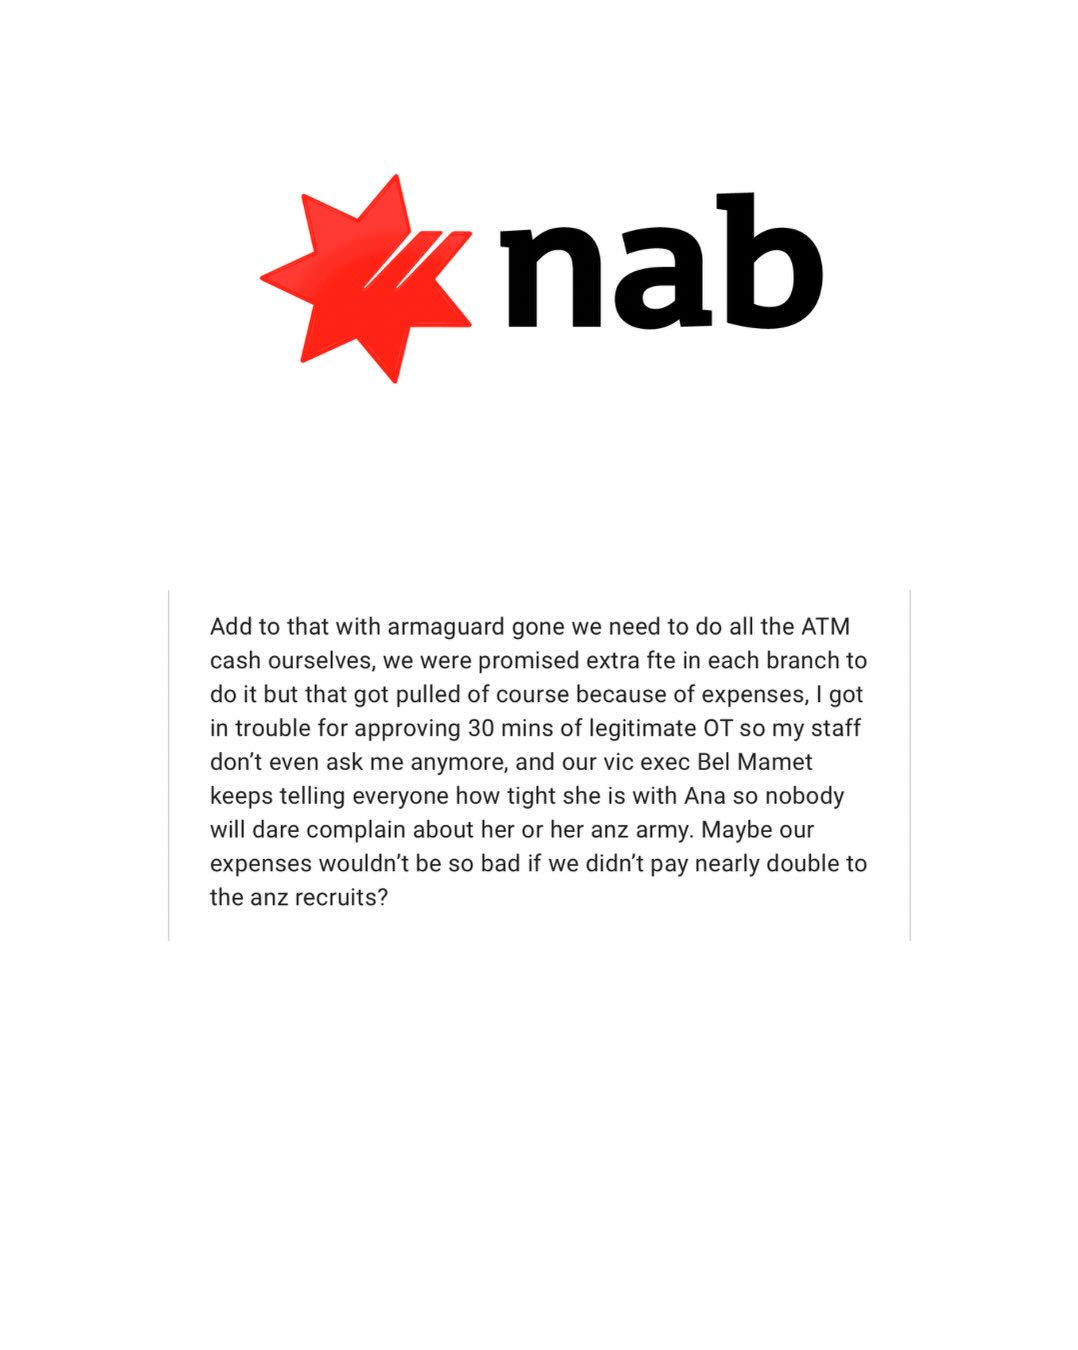 nab
Add to that with armaguard gone we need to do all the ATM
cash ourselves, we were promised extra fte in each branch to
do it but that got pulled of course because of expenses, I got
in trouble for approving 30 mins of legitimate OT so my staff
don’t even ask me anymore, and our vic exec Bel Mamet
keeps telling everyone how tight she is with Ana so nobody
will dare complain about her or her anz army. Maybe our
expenses wouldn’t be so bad if we didn’t pay nearly double to
the anz recruits?